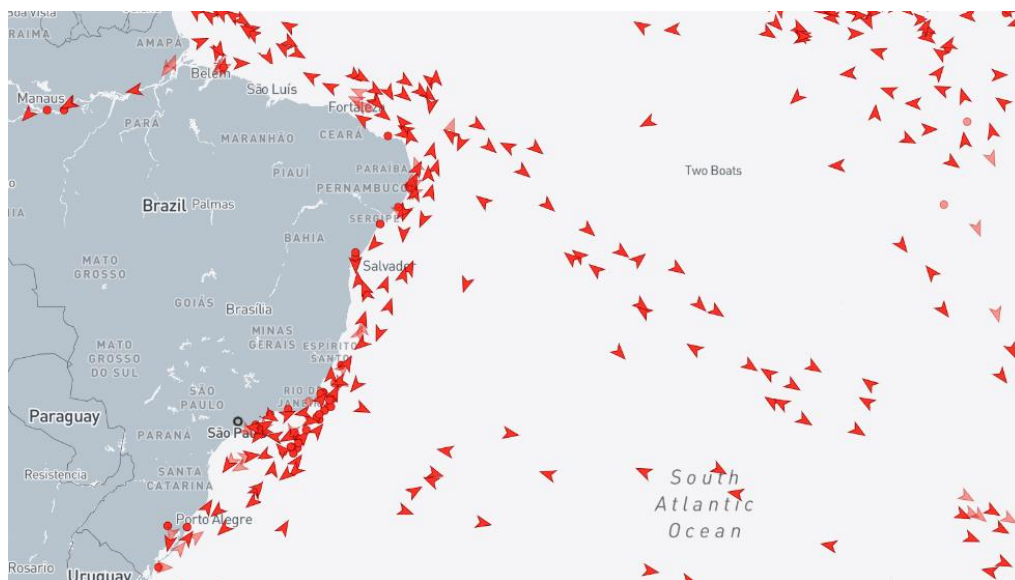 Boa Vista
AMAPÁ
Belém
São Luís
Manaus
Fortaleza
PARÁ
MARANHÃO
CEARÁ
PARAÍBA
PIAUÍ
PERNAMBUCO
Two Boats
Brazil
Palmas
SERGIPE
BAHIA
MATO
GROSSO
Salvador
GOIÁS
Brasília
MINAS
GERAIS
ESPÍRITO
SANTO
MATO
GROSSO
DO SUL
SÃO
PAULO
RIO DE
JANEIRO
Paraguay
São Paulo
PARANÁ
Resistencia
SANTA
CATARINA
South
Atlantic
Ocean
Porto Alegre
Rosario
Uruguay